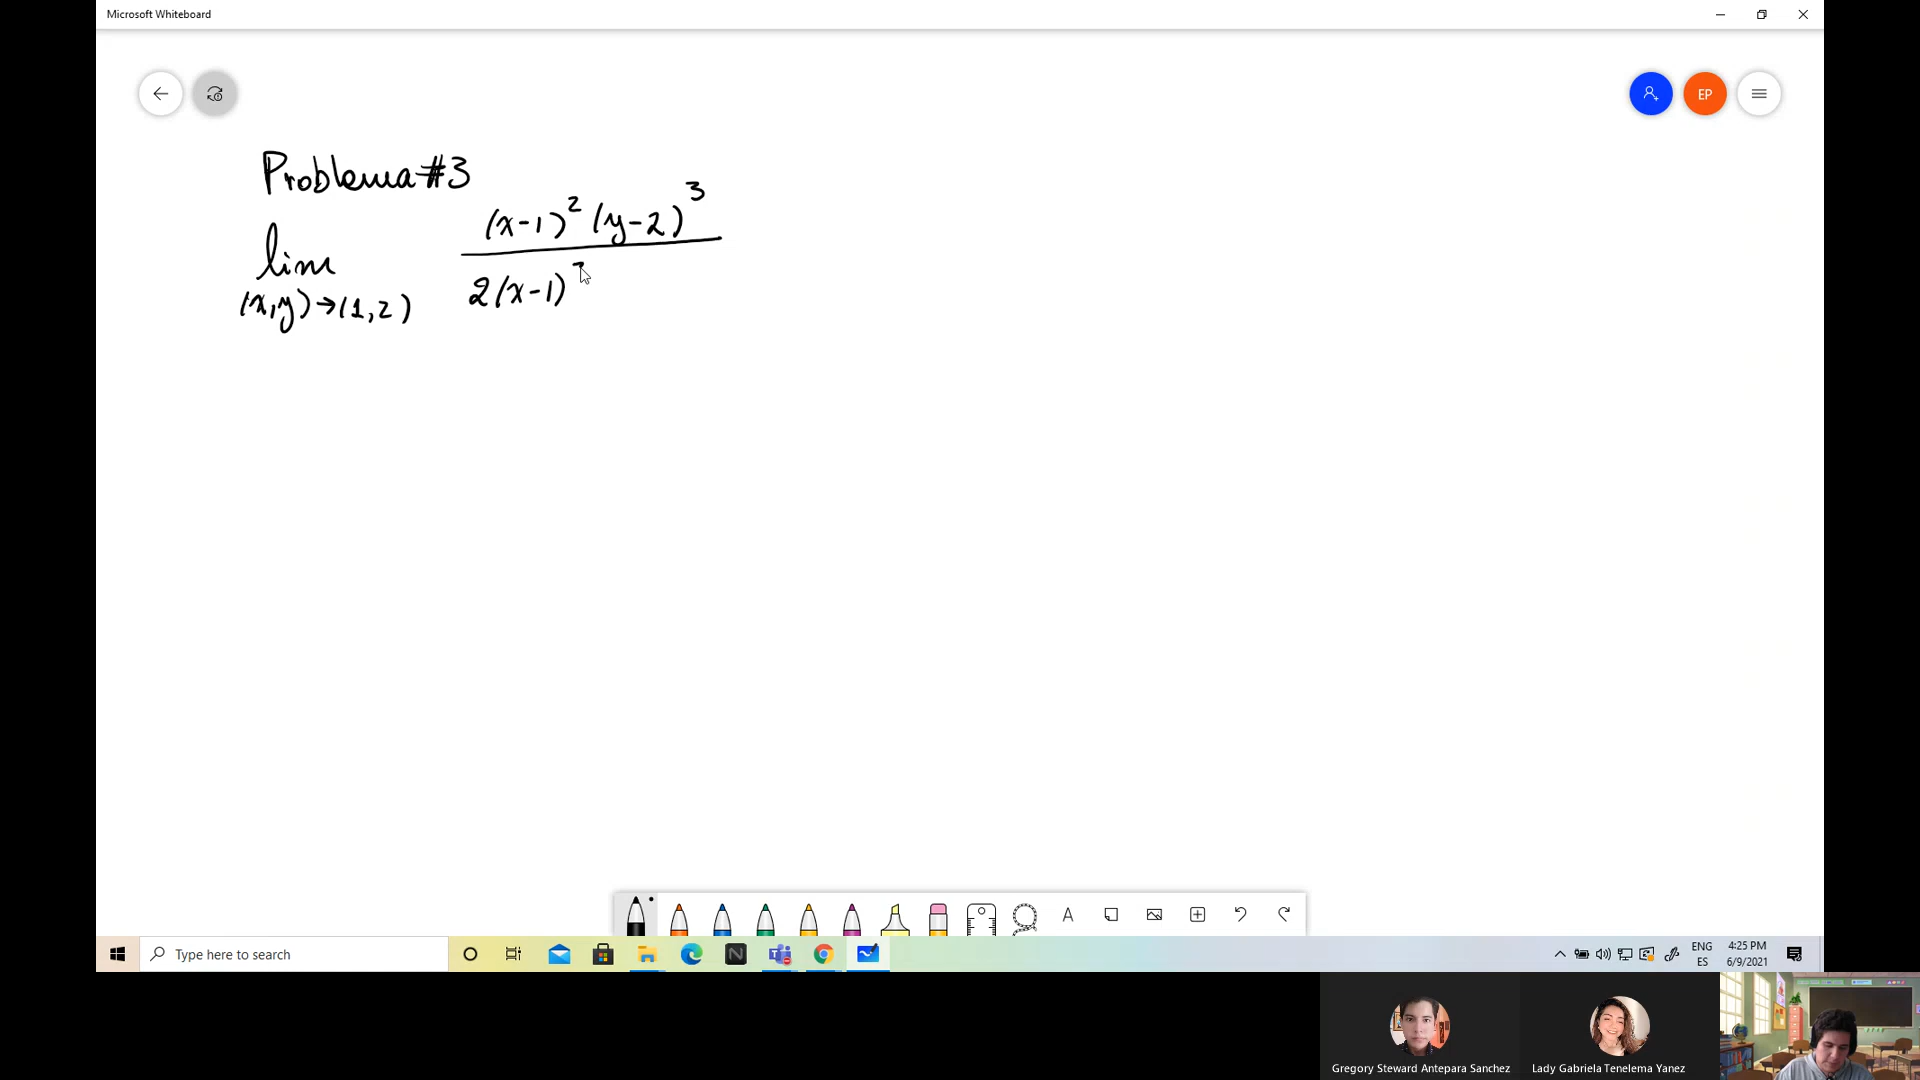 Microsoft Whiteboard
EP
Problema #3
lim (x-1)^2 (y-2)^3
(x,y)→(1,2) 2(x-1)
A
Type here to search
N
ENG
ES
4:25 PM
6/9/2021
Gregory Steward Antepara Sanchez
Lady Gabriela Tenelema Yanez